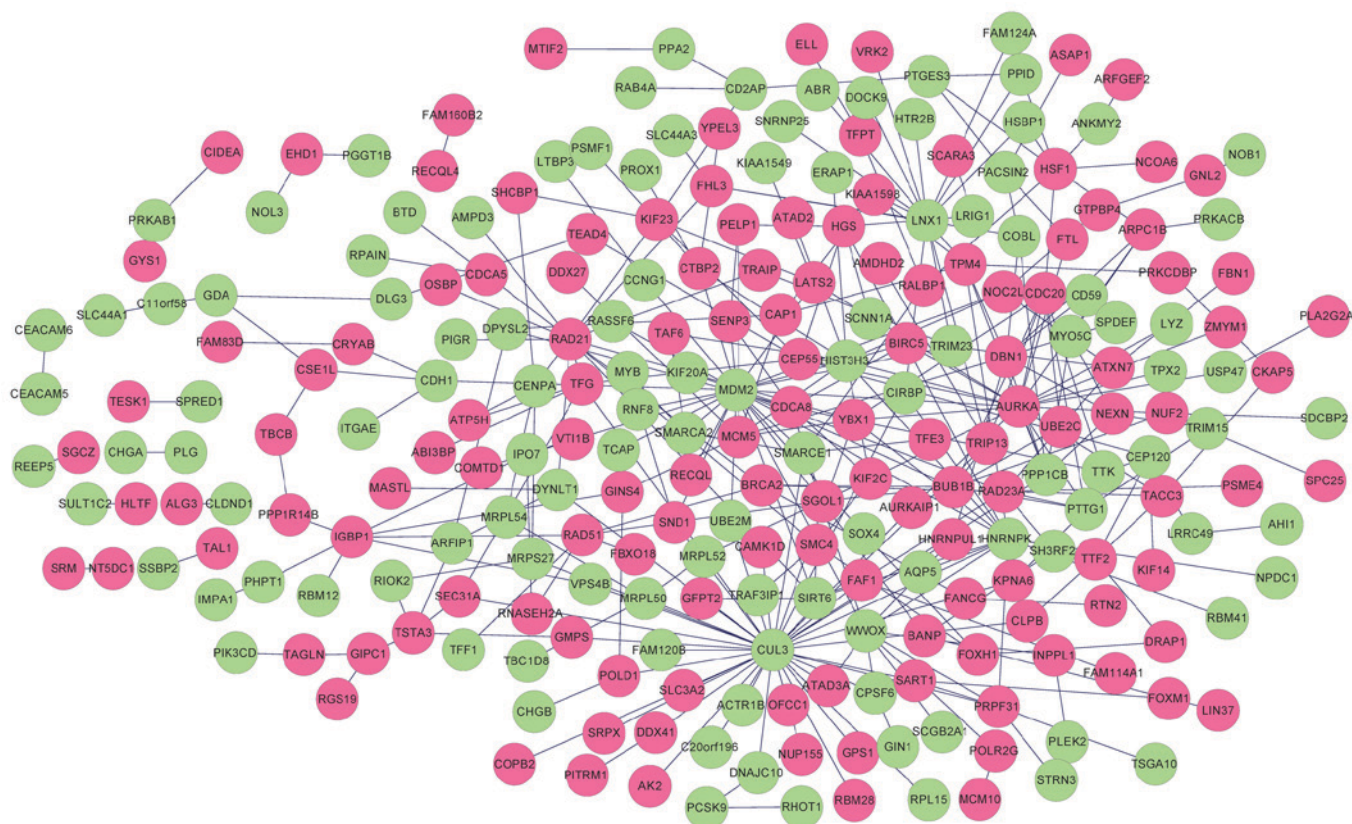 FAM124A
MTIF2
PPA2
ELL
VRK2
PTGES3
PPID
ASAP1
ARFGEF2
RAB4A
CD2AP
ABR
DOCK9
FAM160B2
YPEL3
SNRNP25
TFPT
HTR2B
HSBP1
ANKMY2
CIDEA
EHD1
PGGT1B
SLC44A3
LTBP3
PSMF1
SCARA3
NCOA6
NOB1
RECQL4
KIAA1549
ERAP1
HSF1
GNL2
SHCBP1
PROX1
FHL3
KIAA1598
PACSIN2
PRKAB1
NOL3
BTD
AMPD3
KIF23
PELP1
ATAD2
HGS
LNX1
LRIG1
GTPBP4
ARPC1B
PRKACB
COBL
FTL
TEAD4
RPAIN
CDCA5
DDX27
CTBP2
TRAIP
AMDHD2
TPM4
GYS1
CCNG1
LATS2
RALBP1
PRKCDBP
FBN1
OSBP
C11orf58
GDA
DLG3
NOC2L
CDC20
CD59
SLC44A1
RASSF6
SENP3
CAP1
SCNN1A
SPDEF
LYZ
CEACAM6
DPYSL2
TAF6
MYO5C
ZMYM1
PLA2G2A
PIGR
RAD21
HIST3H3
BIRC5
TRIM23
DBN1
FAM83D
CRYAB
CEP55
ATXN7
TPX2
USP47
CKAP5
CSE1L
CDH1
CENPA
TFG
MYB
KIF20A
MDM2
CEACAM5
CIRBP
TESK1
SPRED1
RNF8
CDCA8
YBX1
AURKA
NEXN
NUF2
SDCBP2
ITGAE
ATP5H
SMARCA2
UBE2C
TRIM15
TBCB
VTI1B
MCM5
TFE3
TRIP13
SGCZ
CHGA
PLG
ABI3BP
IPO7
TCAP
SMARCE1
CEP120
REEP5
COMTD1
RECQL
PPP1CB
TTK
SPC25
MASTL
DYNLT1
BRCA2
KIF2C
BUB1B
RAD23A
PSME4
SULT1C2
HLTF
ALG3
CLDND1
GINS4
SGOL1
TACC3
PPP1R14B
MRPL54
AURKAIP1
PTTG1
SND1
UBE2M
LRRC49
AHI1
IGBP1
ARFIP1
RAD51
SOX4
HNRNPUL1
HNRNPK
TAL1
MRPL52
CAMK1D
SMC4
SH3RF2
SSBP2
FBXO18
TTF2
SRM
NT5DC1
MRPS27
AQP5
PHPT1
RIOK2
VPS4B
FAF1
KPNA6
KIF14
NPDC1
IMPA1
RBM12
SEC31A
MRPL50
GFPT2
TRAF3IP1
SIRT6
FANCG
RTN2
RBM41
RNASEH2A
CLPB
TSTA3
GMPS
WWOX
BANP
DRAP1
PIK3CD
TAGLN
GIPC1
TFF1
TBC1D8
FAM120B
CUL3
FOXH1
INPPL1
POLD1
FAM114A1
RGS19
SLC3A2
ATAD3A
SART1
CHGB
ACTR1B
OFCC1
CPSF6
FOXM1
LIN37
PRPF31
SRPX
DDX41
SCGB2A1
C20orf196
GIN1
PLEK2
COPB2
PITRM1
NUP155
GPS1
POLR2G
TSGA10
DNAJC10
STRN3
AK2
PCSK9
RHOT1
RBM28
RPL15
MCM10